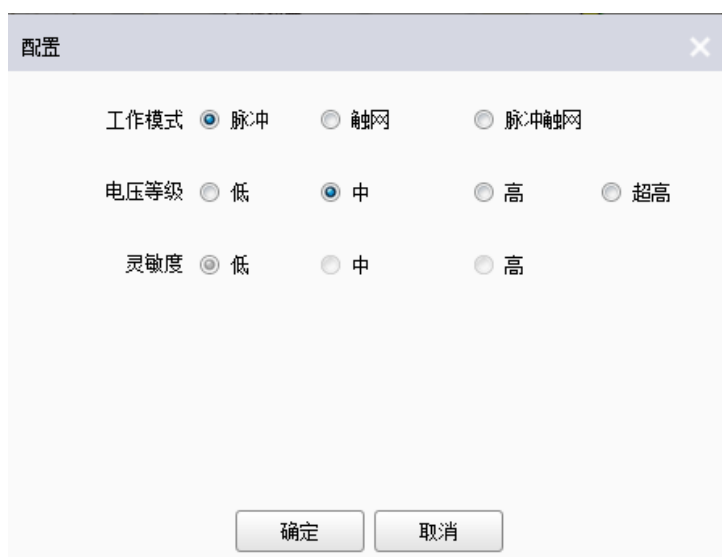 配置
工作模式 脉冲 触网 脉冲触网
电压等级 低 中 高 超高
灵敏度 低 中 高
确定 取消